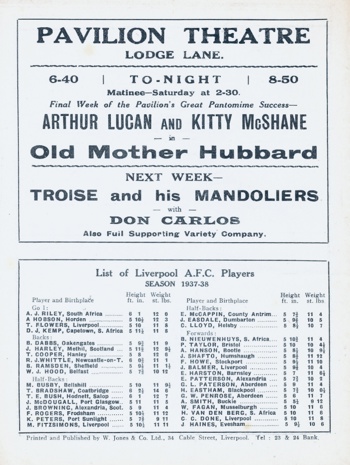 PAVILION THEATRE
LODGE LANE.
6-40 | TO-NIGHT | 8-50
Matinee—Saturday at 2-30.
Final Week of the Pavilion's Great Pantomime Success—
ARTHUR LUCAN AND KITTY McSHANE
— in —
Old Mother Hubbard
NEXT WEEK—
TROISE and his MANDOLIERS
— with —
DON CARLOS
Also Full Supporting Variety Company.
List of Liverpool A.F.C. Players
SEASON 1937-38
Player and Birthplace Height ft. in. Weight st. lbs.
Goal:
A. J. RILEY, South Africa
A HOBSON, Horden
T. FLOWERS, Liverpool
D. J. KEMP, Capetown, S. Africa
Backs:
B. DABBS, Oakengates
J. HARLEY, Methil, Scotland
T. COOPER, Hanley
R. J. WHITTLE, Newcastle-on-T.
B. RAMSDEN, Sheffield
W. J. HOOD, Belfast
Half-Backs:
M. BUSBY, Bellshill
T. BRADSHAW, Coatbridge
T. E. BUSH, Hodnett, Salop
J. McDOUGALL, Port Glasgow
J. BROWNING, Alexandria, Scot.
F. ROGERS, Frodsham
K. PETERS, Port Sunlight
M. FITZSIMONS, Liverpool
Player and Birthplace Height ft. in. Weight st. lbs.
Half-Backs
E. McCAPPIN, County Antrim
J. EASDALE, Dumbarton
C. LLOYD, Helsby
Forwards:
B. NIEUWENHUYS, S. Africa
P. TAYLOR, Bristol
A. HANSON, Bootle
J. SHAFTO, Humshaugh
F. HOWE, Stockport
J. BALMER, Liverpool
E. HARSTON, Barnsley
E. PATTERSON, Alexandria
G. L. PATERSON, Aberdeen
H. EASTHAM, Blackpool
G. W. PENROSE, Aberdeen
A. SMITH, Buckie
W. FAGAN, Musselburgh
H. VAN DEN BERG, S. Africa
C. C. DONE, Liverpool
J. HAINES, Evesham
Printed and Published by W. Jones & Co. Ltd., 34 Cable Street, Liverpool. Tel : 23 & 24 Bank.